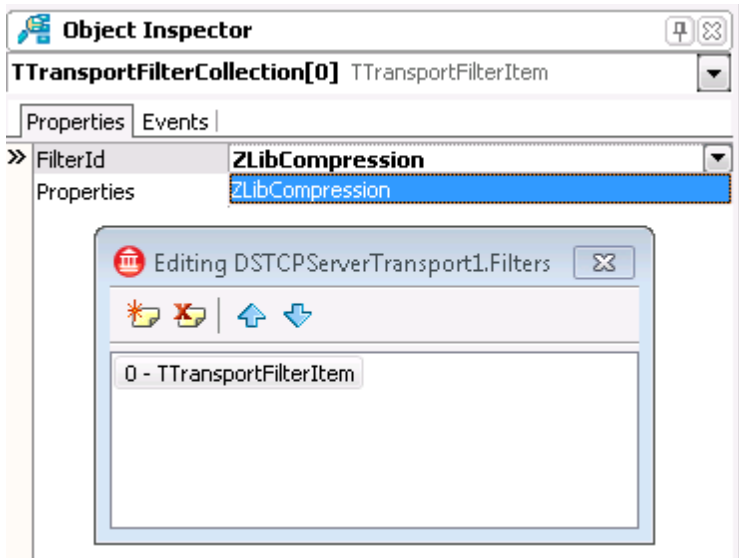 Object Inspector
TTransportFilterCollection[0] TTransportFilterItem
Properties Events
FilterId ZLibCompression
Properties ZLibCompression
Editing DSTCPServerTransport1.Filters
0 - TTransportFilterItem